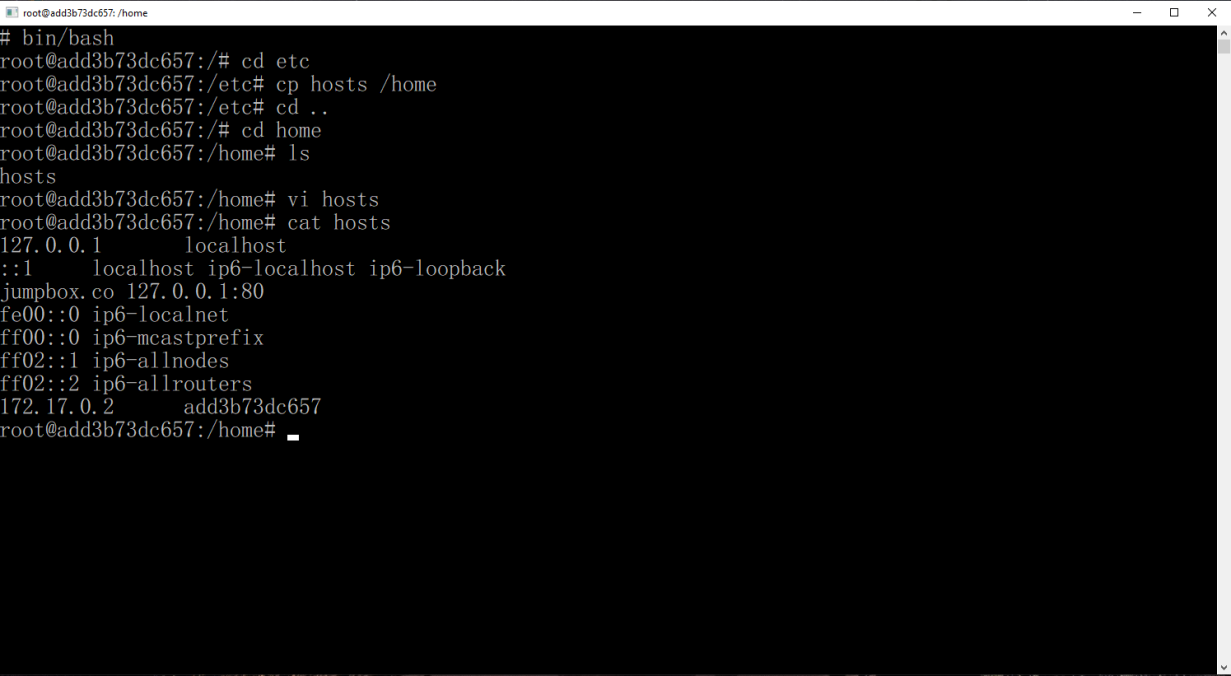 root@add3b73dc657: /home
# bin/bash
root@add3b73dc657:/# cd etc
root@add3b73dc657:/etc# cp hosts /home
root@add3b73dc657:/etc# cd ..
root@add3b73dc657:/# cd home
root@add3b73dc657:/home# ls
hosts
root@add3b73dc657:/home# vi hosts
root@add3b73dc657:/home# cat hosts
127.0.0.1       localhost
::1     localhost ip6-localhost ip6-loopback
jumpbox.co 127.0.0.1:80
fe00::0 ip6-localnet
ff00::0 ip6-mcastprefix
ff02::1 ip6-allnodes
ff02::2 ip6-allrouters
172.17.0.2      add3b73dc657
root@add3b73dc657:/home#